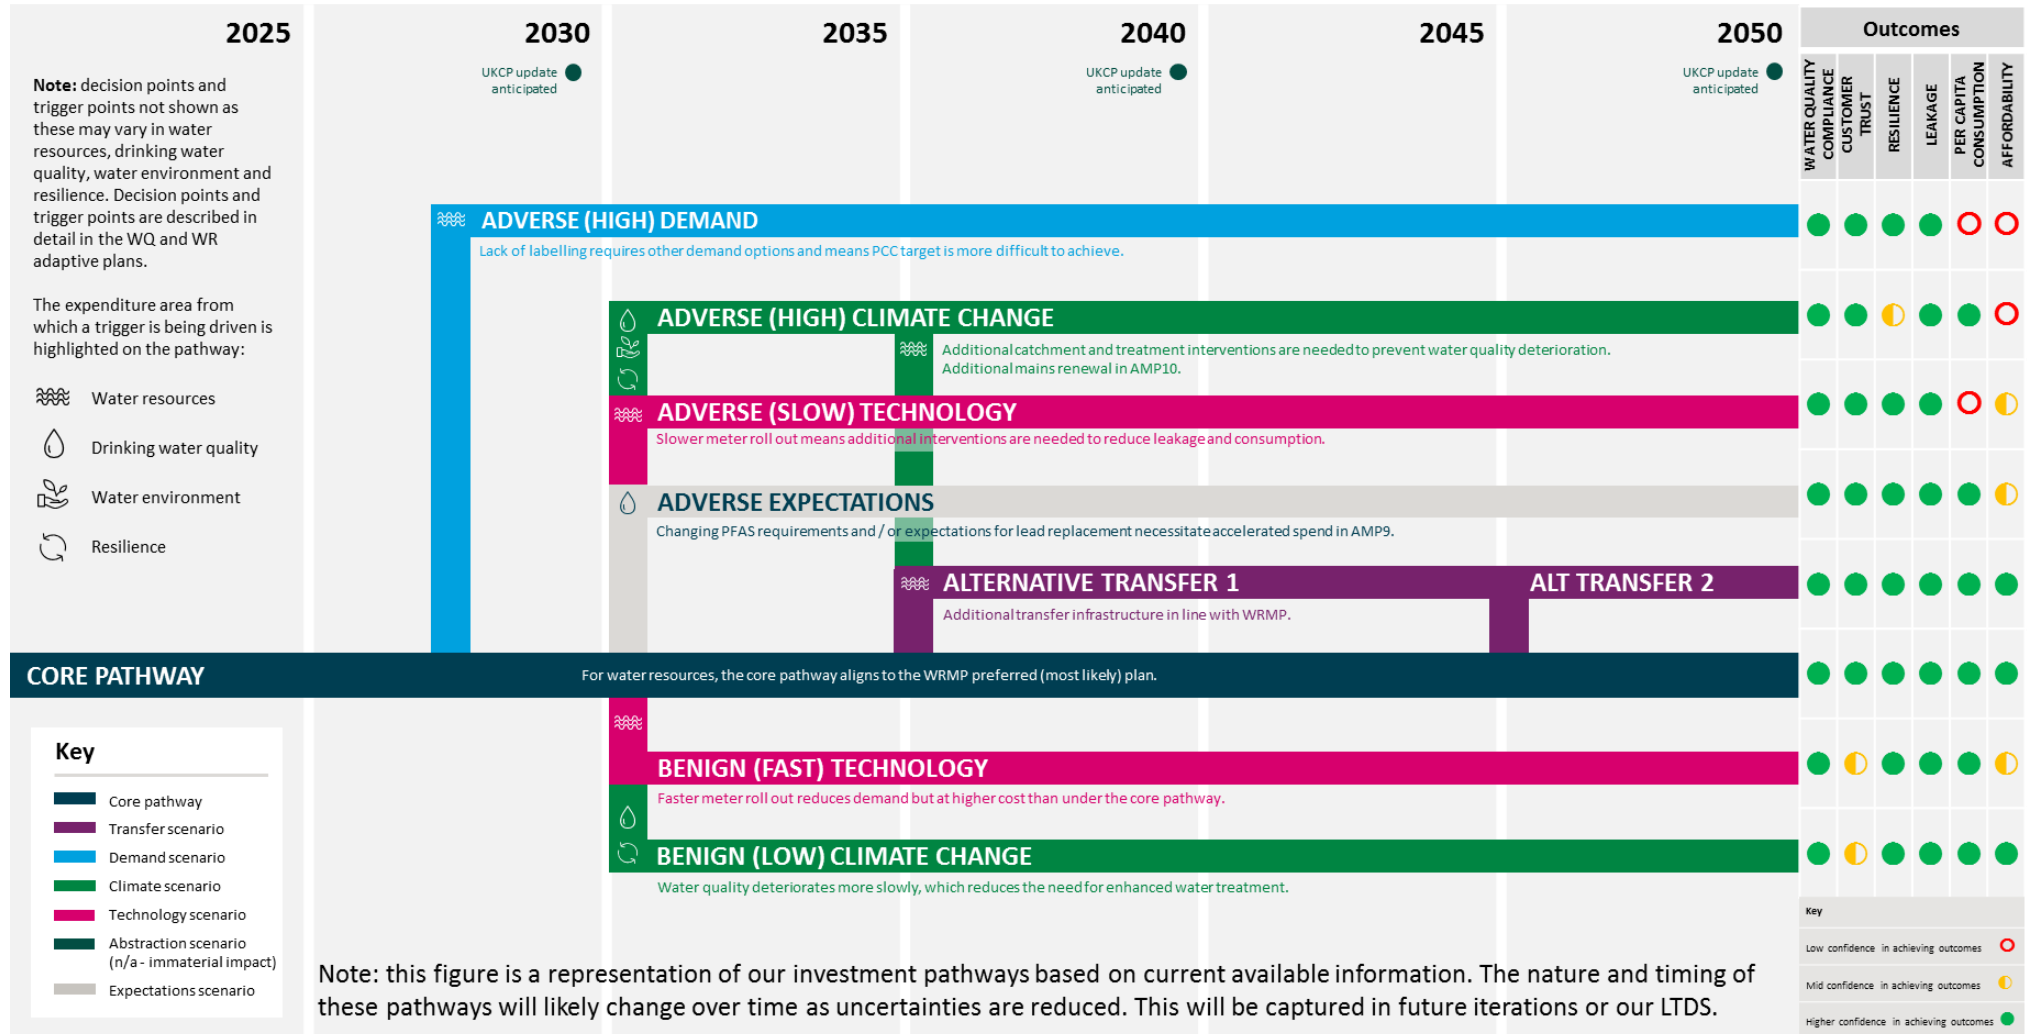 2025
2030
2035
2040
2045
2050
Outcomes
UKCP update
anticipated
UKCP update
anticipated
UKCP update
anticipated
WATER QUALITY
COMPLIANCE
CUSTOMER
TRUST
RESILIENCE
LEAKAGE
PER CAPITA
CONSUMPTION
AFFORDABILITY
Note: decision points and
trigger points not shown as
these may vary in water
resources, drinking water
quality, water environment and
resilience. Decision points and
trigger points are described in
detail in the WQ and WR
adaptive plans.
The expenditure area from
which a trigger is being driven is
highlighted on the pathway:
Water resources
Drinking water quality
Water environment
Resilience
ADVERSE (HIGH) DEMAND
Lack of labelling requires other demand options and means PCC target is more difficult to achieve.
ADVERSE (HIGH) CLIMATE CHANGE
Additional catchment and treatment interventions are needed to prevent water quality deterioration.
Additional mains renewal in AMP10.
ADVERSE (SLOW) TECHNOLOGY
Slower meter roll out means additional interventions are needed to reduce leakage and consumption.
ADVERSE EXPECTATIONS
Changing PFAS requirements and / or expectations for lead replacement necessitate accelerated spend in AMP9.
ALTERNATIVE TRANSFER 1
ALT TRANSFER 2
Additional transfer infrastructure in line with WRMP.
CORE PATHWAY
For water resources, the core pathway aligns to the WRMP preferred (most likely) plan.
BENIGN (FAST) TECHNOLOGY
Faster meter roll out reduces demand but at higher cost than under the core pathway.
BENIGN (LOW) CLIMATE CHANGE
Water quality deteriorates more slowly, which reduces the need for enhanced water treatment.
Key
Core pathway
Transfer scenario
Demand scenario
Climate scenario
Technology scenario
Abstraction scenario
(n/a - immaterial impact)
Expectations scenario
Note: this figure is a representation of our investment pathways based on current available information. The nature and timing of
these pathways will likely change over time as uncertainties are reduced. This will be captured in future iterations or our LTDS.
Key
Low confidence in achieving outcomes
Mid confidence in achieving outcomes
Higher confidence in achieving outcomes